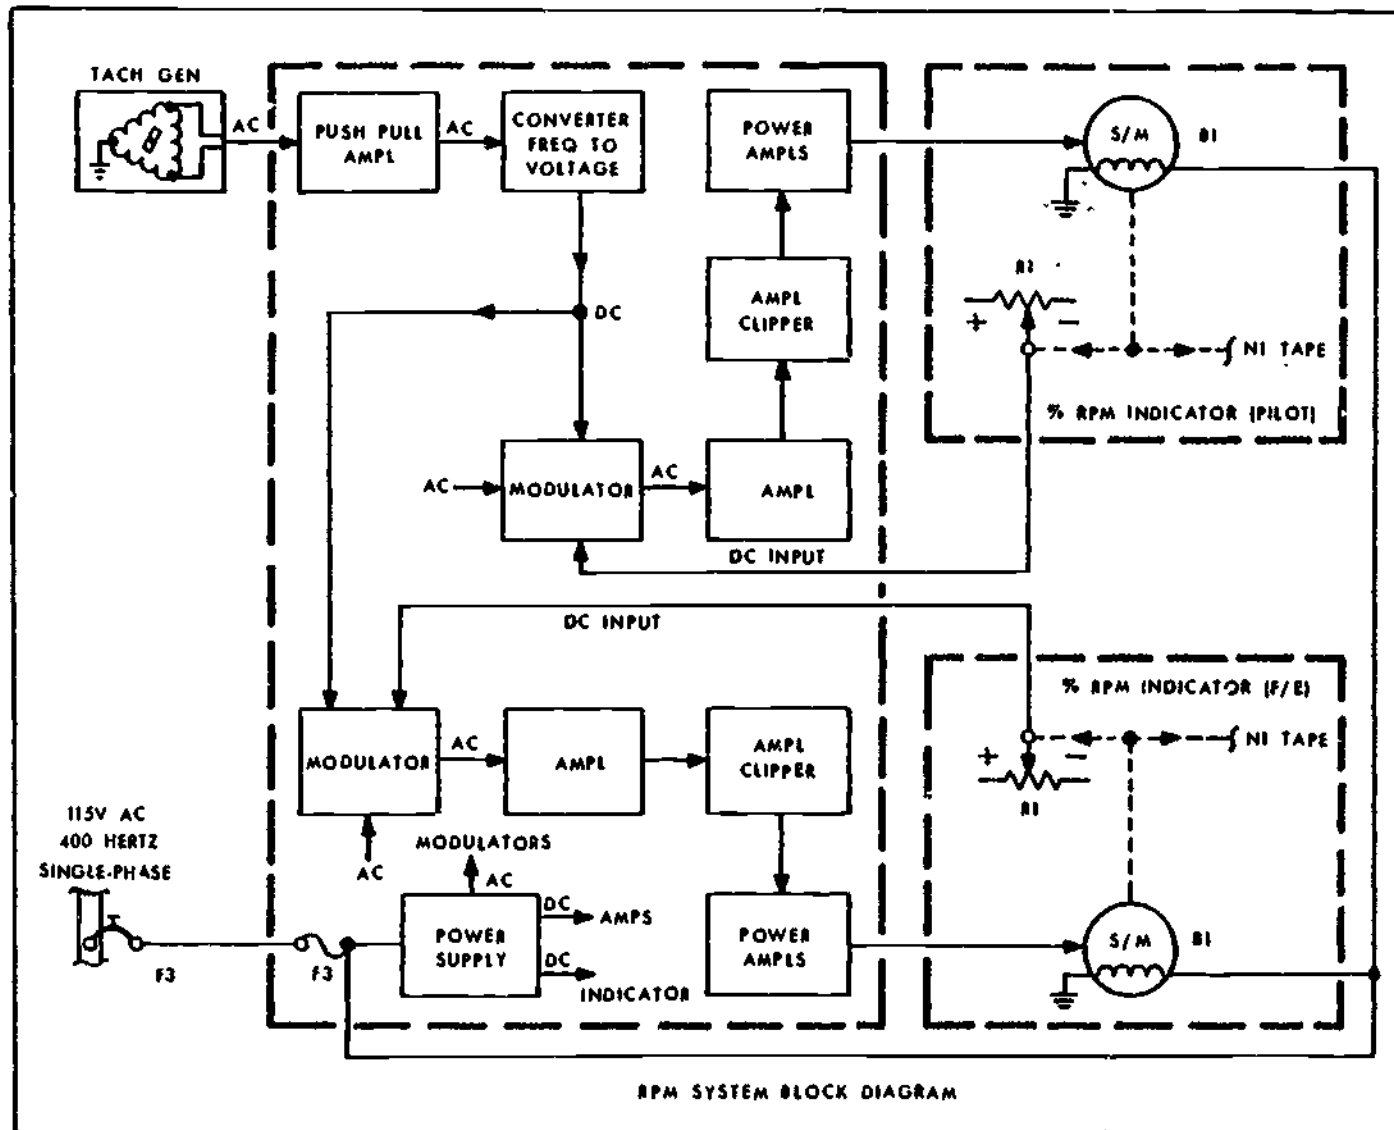 TACH GEN
AC
PUSH PULL
AMPL
AC
CONVERTER
FREQ TO
VOLTAGE
POWER
AMPLS
S/M
B1
DC
AMPL
CLIPPER
+
−
N1 TAPE
% RPM INDICATOR (PILOT)
AC
MODULATOR
AC
AMPL
DC INPUT
DC INPUT
% RPM INDICATOR (F/E)
MODULATOR
AC
AMPL
AMPL
CLIPPER
+
−
N1 TAPE
115V AC
400 HERTZ
SINGLE-PHASE
AC
MODULATORS
AC
F3
F3
POWER
SUPPLY
DC
AMPS
DC
INDICATOR
POWER
AMPLS
S/M
B1
RPM SYSTEM BLOCK DIAGRAM